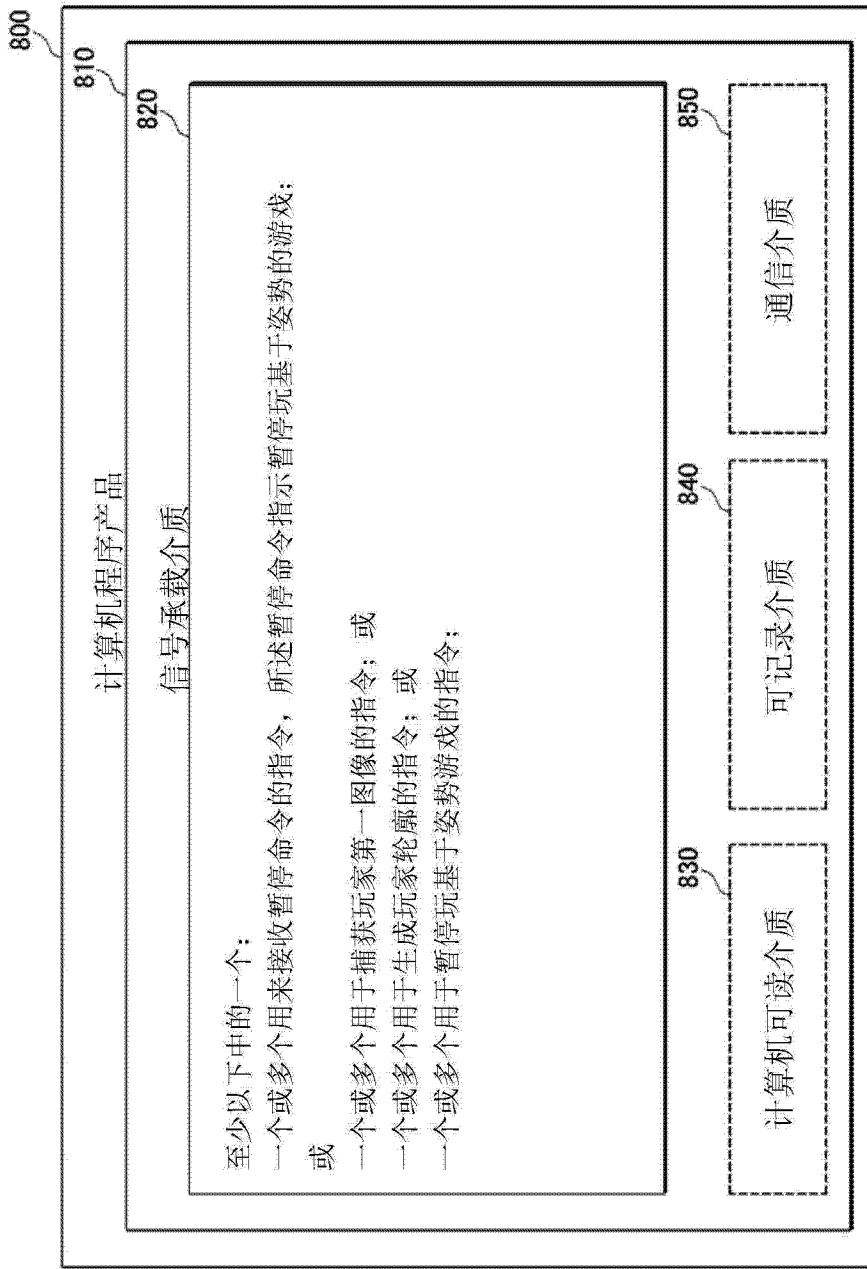 800
计算机程序产品
810
信号承载介质
820
至少以下中的一个：
一个或多个用来接收暂停命令的指令，所述暂停命令指示暂停玩基于姿势的游戏；
或
一个或多个用于捕获玩家第一图像的指令；或
一个或多个用于生成玩家轮廓的指令；或
一个或多个用于暂停玩基于姿势游戏的指令；
830
计算机可读介质
840
可记录介质
850
通信介质